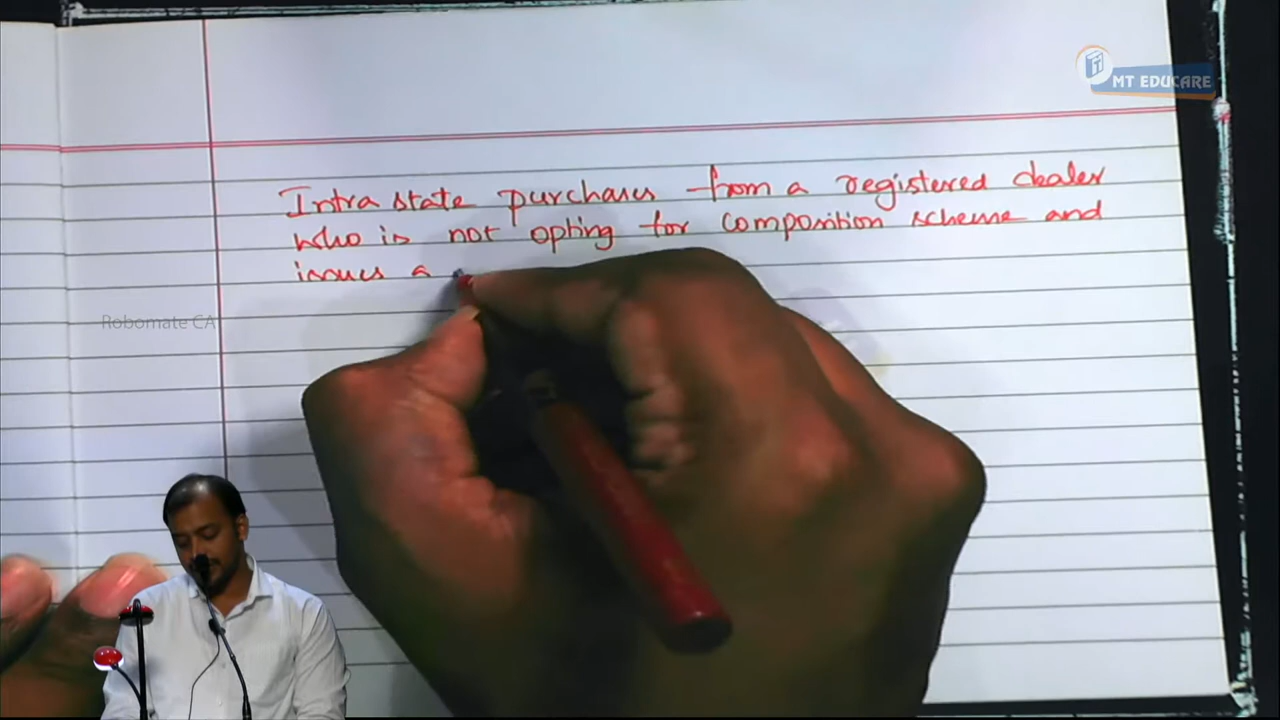 MT EDUCARE
Intra state purchases from a registered dealer
who is not opting for composition scheme and
issues a
Robomate CA